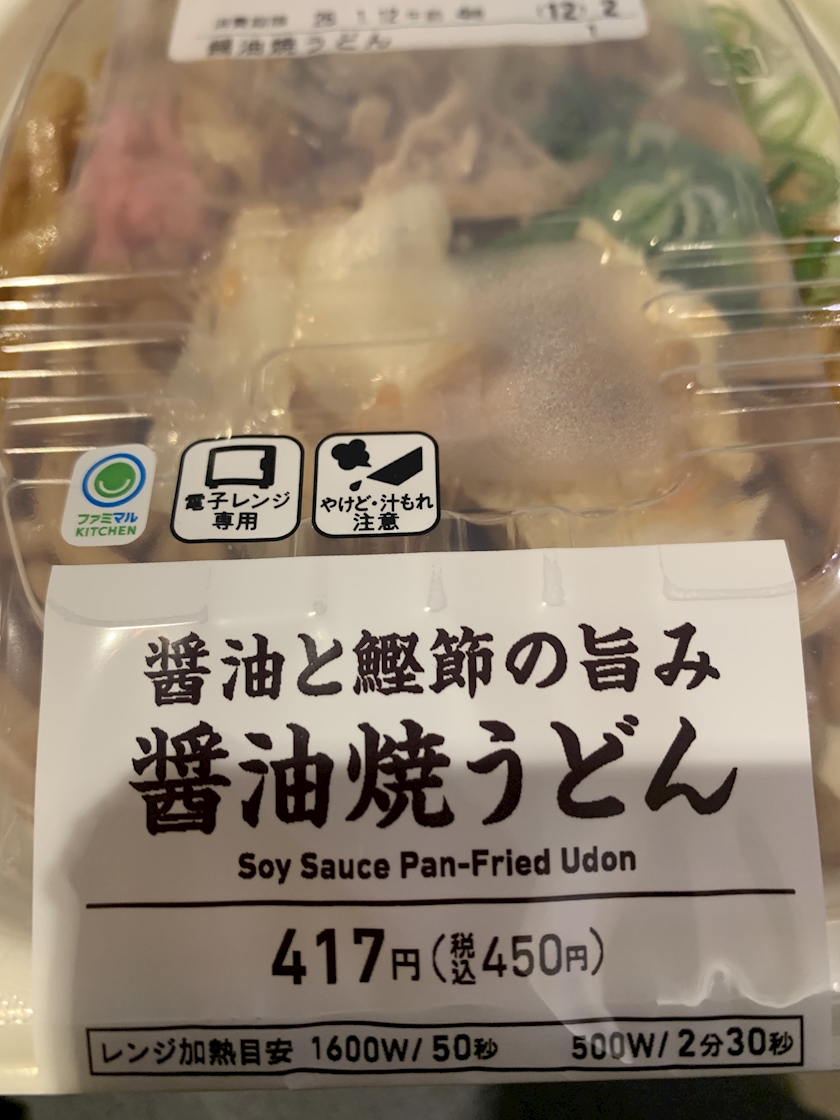 醤油焼うどん
ファミマル
KITCHEN
電子レンジ
専用
やけど・汁もれ
注意
醤油と鰹節の旨み
醤油焼うどん
Soy Sauce Pan-Fried Udon
417円(税込450円)
レンジ加熱目安 1600W/ 50秒 500W/ 2分30秒